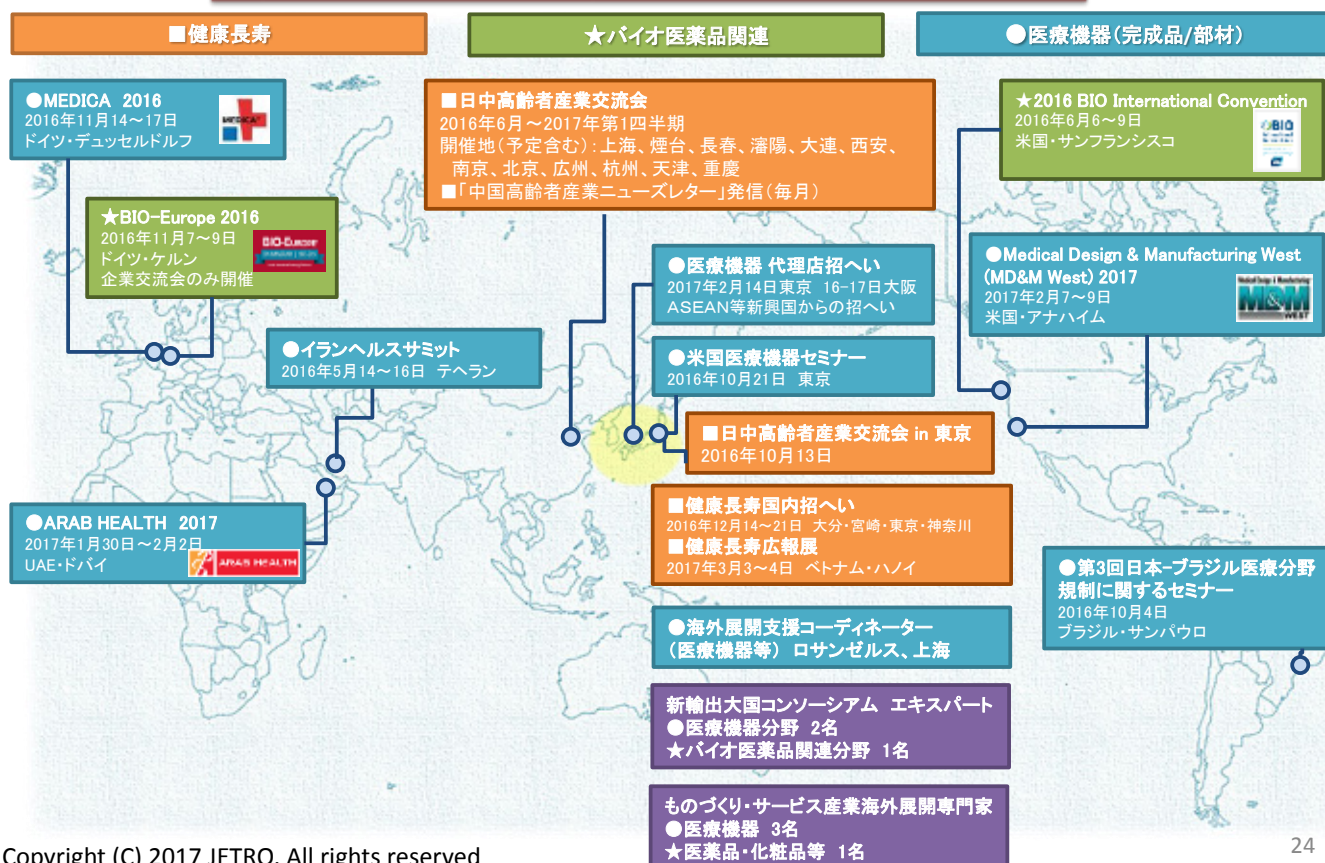 ■健康長寿
★バイオ医薬品関連
●医療機器(完成品/部材)
●MEDICA 2016
2016年11月14～17日
ドイツ・デュッセルドルフ
MEDICA
★BIO-Europe 2016
2016年11月7～9日
ドイツ・ケルン
企業交流会のみ開催
BIO-Europe
■日中高齢者産業交流会
2016年6月～2017年第1四半期
開催地(予定含む):上海、煙台、長春、瀋陽、大連、西安、
南京、北京、広州、杭州、天津、重慶
■「中国高齢者産業ニューズレター」発信(毎月)
★2016 BIO International Convention
2016年6月6～9日
米国・サンフランシスコ
BIO
●医療機器 代理店招へい
2017年2月14日東京 16-17日大阪
ASEAN等新興国からの招へい
●Medical Design & Manufacturing West
(MD&M West) 2017
2017年2月7～9日
米国・アナハイム
Medical Design & Manufacturing
MD&M
WEST
●イランヘルスサミット
2016年5月14～16日 テヘラン
●米国医療機器セミナー
2016年10月21日 東京
■日中高齢者産業交流会 in 東京
2016年10月13日
●ARAB HEALTH 2017
2017年1月30日～2月2日
UAE・ドバイ
ARAB HEALTH
■健康長寿国内招へい
2016年12月14～21日 大分・宮崎・東京・神奈川
■健康長寿広報展
2017年3月3～4日 ベトナム・ハノイ
●第3回日本-ブラジル医療分野
規制に関するセミナー
2016年10月4日
ブラジル・サンパウロ
●海外展開支援コーディネーター
(医療機器等) ロサンゼルス、上海
新輸出大国コンソーシアム エキスパート
●医療機器分野 2名
★バイオ医薬品関連分野 1名
ものづくり・サービス産業海外展開専門家
●医療機器 3名
★医薬品・化粧品等 1名
Copyright (C) 2017 JETRO. All rights reserved
24